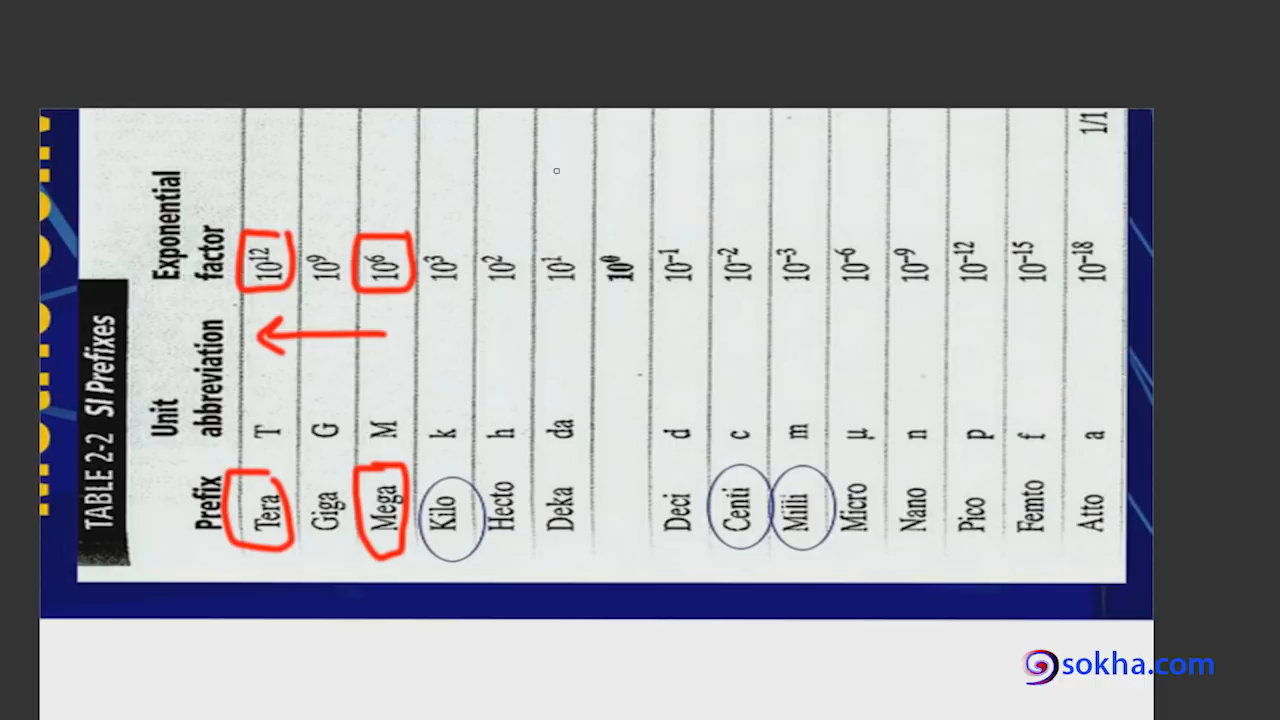 TABLE 2-2 SI Prefixes
Prefix Unit abbreviation Exponential factor
Tera T 10¹²
Giga G 10⁹
Mega M 10⁶
Kilo k 10³
Hecto h 10²
Deka da 10¹
10⁰
Deci d 10⁻¹
Centi c 10⁻²
Milli m 10⁻³
Micro μ 10⁻⁶
Nano n 10⁻⁹
Pico p 10⁻¹²
Femto f 10⁻¹⁵
Atto a 10⁻¹⁸
1/1
sokha.com